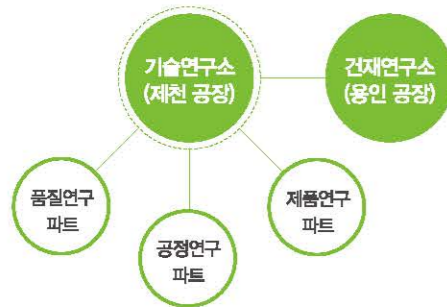 기술연구소
(제천 공장)
건재연구소
(용인 공장)
품질연구
파트
공정연구
파트
제품연구
파트